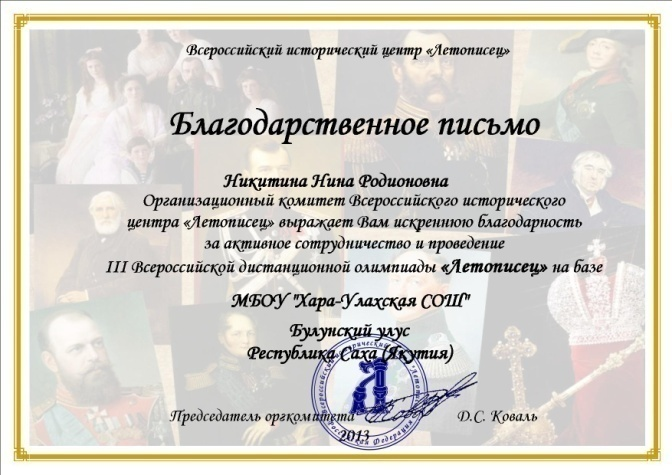 Всероссийский исторический центр «Летописец»
Благодарственное письмо
Никитина Нина Родионовна
Организационный комитет Всероссийского исторического
центра «Летописец» выражает Вам искреннюю благодарность
за активное сотрудничество и проведение
III Всероссийской дистанционной олимпиады «Летописец» на базе
МБОУ "Хара-Улахская СОШ"
Булунский улус
Республика Саха (Якутия)
Председатель оргкомитета Д.С. Коваль
2013